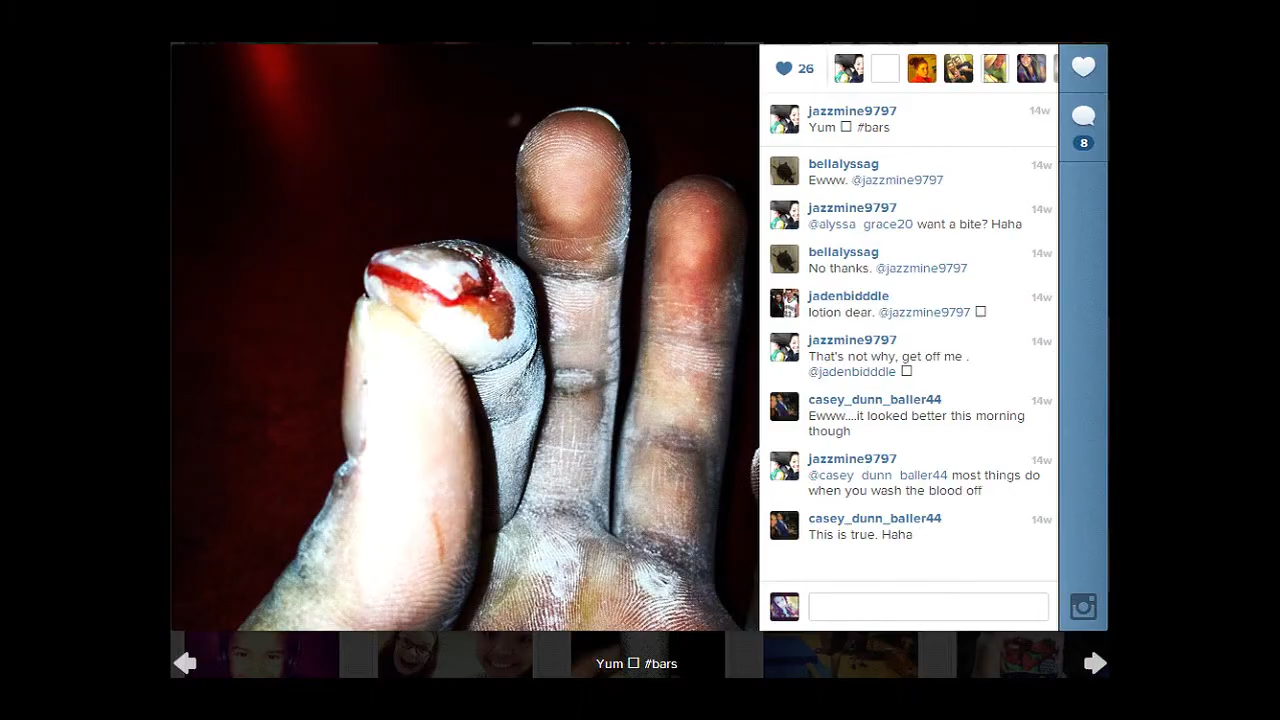 26
jazzmine9797 14w
Yum □ #bars
bellalyssag 14w
Ewww. @jazzmine9797
jazzmine9797 14w
@alyssa_grace20 want a bite? Haha
bellalyssag 14w
No thanks. @jazzmine9797
jadenbidddle 14w
lotion dear. @jazzmine9797 □
jazzmine9797 14w
That's not why, get off me .
@jadenbidddle □
casey_dunn_baller44 14w
Ewww....it looked better this morning
though
jazzmine9797 14w
@casey_dunn_baller44 most things do
when you wash the blood off
casey_dunn_baller44 14w
This is true. Haha
8
Yum □ #bars